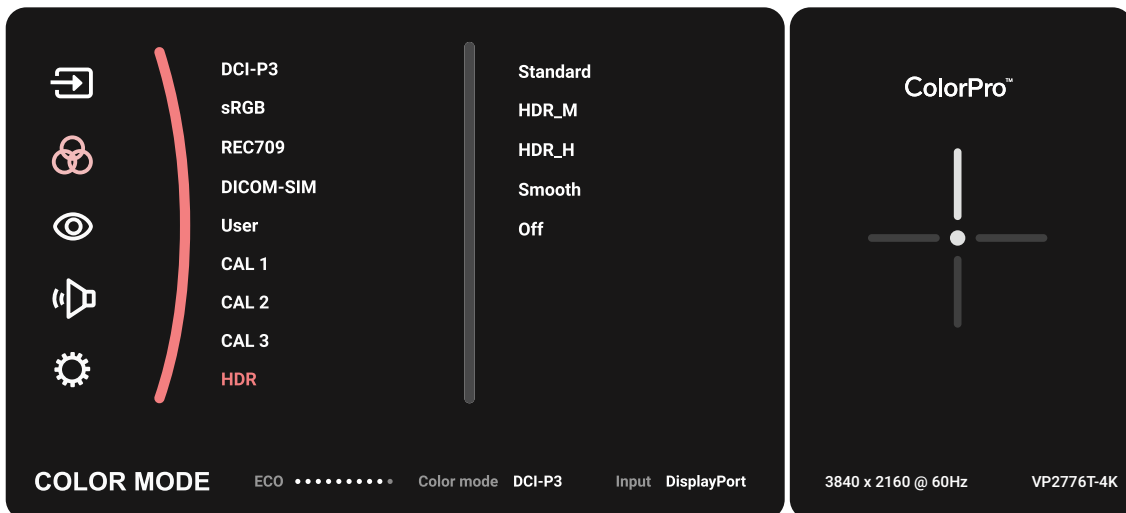 DCI-P3
sRGB
REC709
DICOM-SIM
User
CAL 1
CAL 2
CAL 3
HDR
Standard
HDR_M
HDR_H
Smooth
Off
COLOR MODE
ECO
Color mode DCI-P3
Input DisplayPort
ColorPro™
3840 x 2160 @ 60Hz
VP2776T-4K